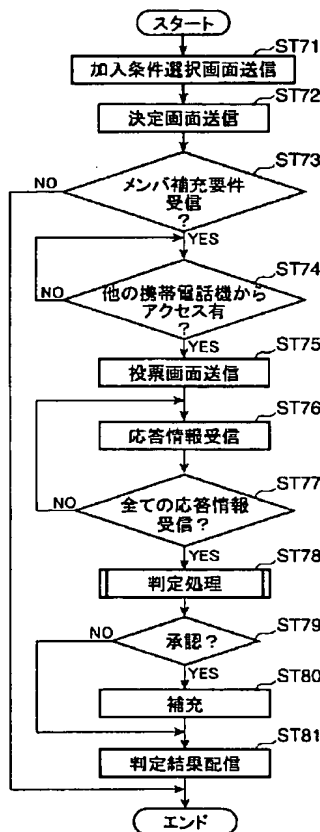 スタート
ST71
加入条件選択画面送信
ST72
決定画面送信
ST73
NO
メンバ補充要件
受信
?
YES
ST74
NO
他の携帯電話機から
アクセス有
?
YES
ST75
投票画面送信
ST76
応答情報受信
ST77
NO
全ての応答情報
受信?
YES
ST78
判定処理
ST79
NO
承認?
YES
ST80
補充
ST81
判定結果配信
エンド